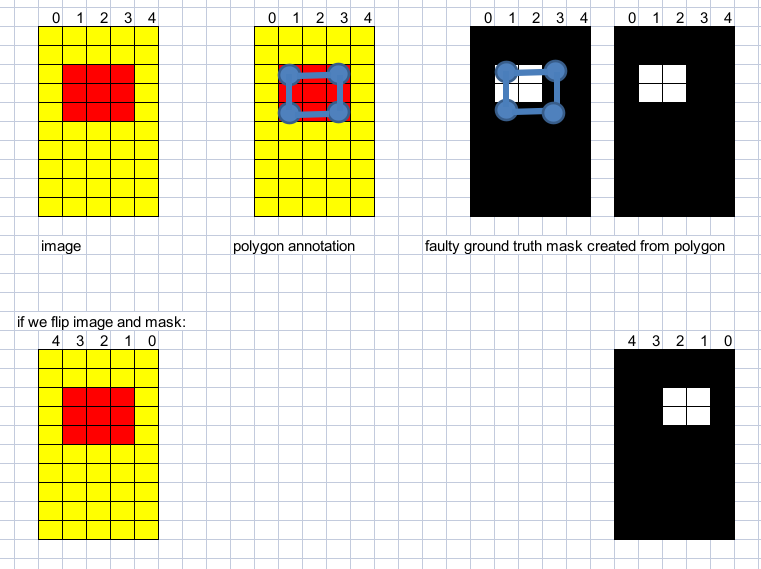 0 1 2 3 4
0 1 2 3 4
0 1 2 3 4
0 1 2 3 4
image
polygon annotation
faulty ground truth mask created from polygon
if we flip image and mask:
4 3 2 1 0
4 3 2 1 0